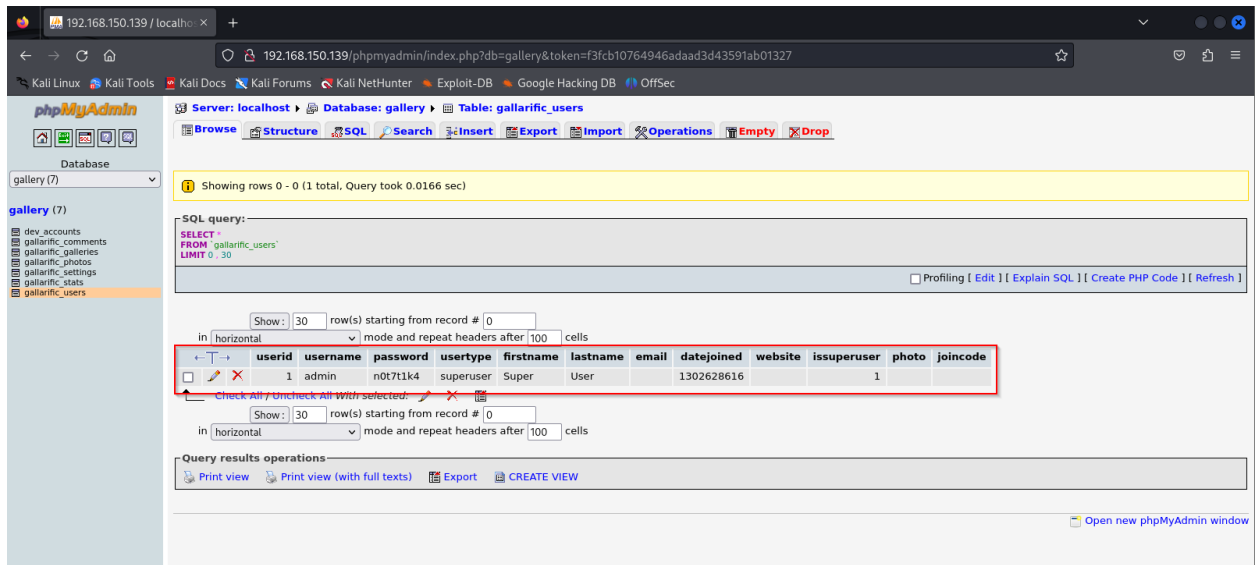 192.168.150.139 / localhos
192.168.150.139/phpmyadmin/index.php?db=gallery&token=f3fcb10764946adaad3d43591ab01327
Kali Linux Kali Tools Kali Docs Kali Forums Kali NetHunter Exploit-DB Google Hacking DB OffSec
phpMyAdmin
Database
gallery (7)
gallery (7)
dev_accounts
gallarific_comments
gallarific_galleries
gallarific_photos
gallarific_settings
gallarific_stats
gallarific_users
Server: localhost Database: gallery Table: gallarific_users
Browse Structure SQL Search Insert Export Import Operations Empty Drop
Showing rows 0 - 0 (1 total, Query took 0.0166 sec)
SQL query:
SELECT *
FROM `gallarific_users`
LIMIT 0 , 30
Profiling [ Edit ] [ Explain SQL ] [ Create PHP Code ] [ Refresh ]
Show : 30 row(s) starting from record # 0
in horizontal mode and repeat headers after 100 cells
userid username password usertype firstname lastname email datejoined website issuperuser photo joincode
1 admin n0t7t1k4 superuser Super User 1302628616 1
Check All / Uncheck All With selected:
Show : 30 row(s) starting from record # 0
in horizontal mode and repeat headers after 100 cells
Query results operations
Print view Print view (with full texts) Export CREATE VIEW
Open new phpMyAdmin window